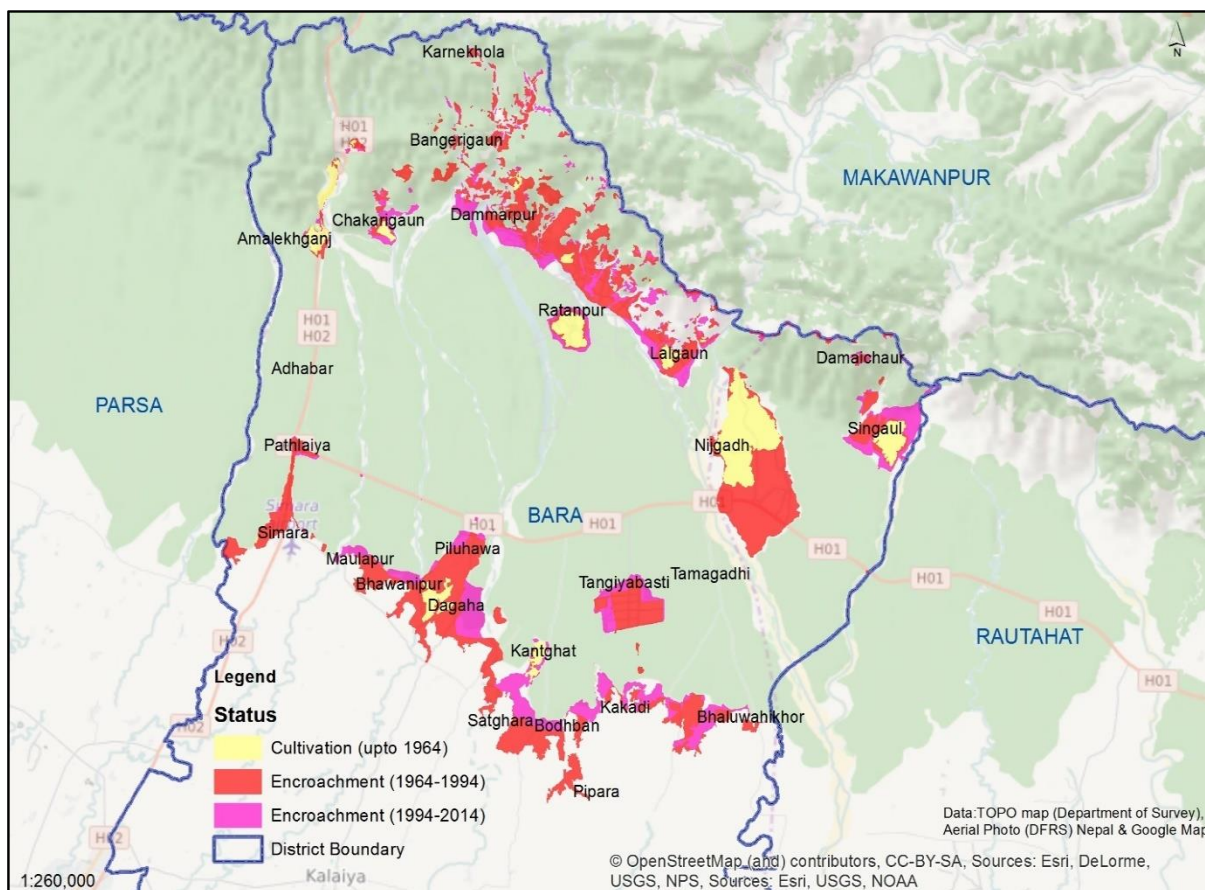 Karnekhola
N
H01
H02
Bangerigaun
MAKAWANPUR
Chakarigaun
Dammarpur
Amalekhganj
H01
H02
Ratanpur
Lalgaun
Damaichaur
Adhabar
PARSA
Singaul
Pathlaiya
Nijgadh
H01
Simara
BARA
H01
H01
Simara
Piluhawa
Maulapur
H01
H01
Bhawanipur
Tangiyabasti
Tamagadhi
Dagaha
H01
H02
RAUTAHAT
Kantghat
H01
Legend
Satghara
Bodhban
Kakadi
Bhaluwahikhor
Status
H02
Cultivation (upto 1964)
Encroachment (1964-1994)
Pipara
Encroachment (1994-2014)
Data:TOPO map (Department of Survey),
Aerial Photo (DFRS) Nepal & Google Map
H02
District Boundary
© OpenStreetMap (and) contributors, CC-BY-SA, Sources: Esri, DeLorme,
USGS, NPS, Sources: Esri, USGS, NOAA
1:260,000
Kalaiya